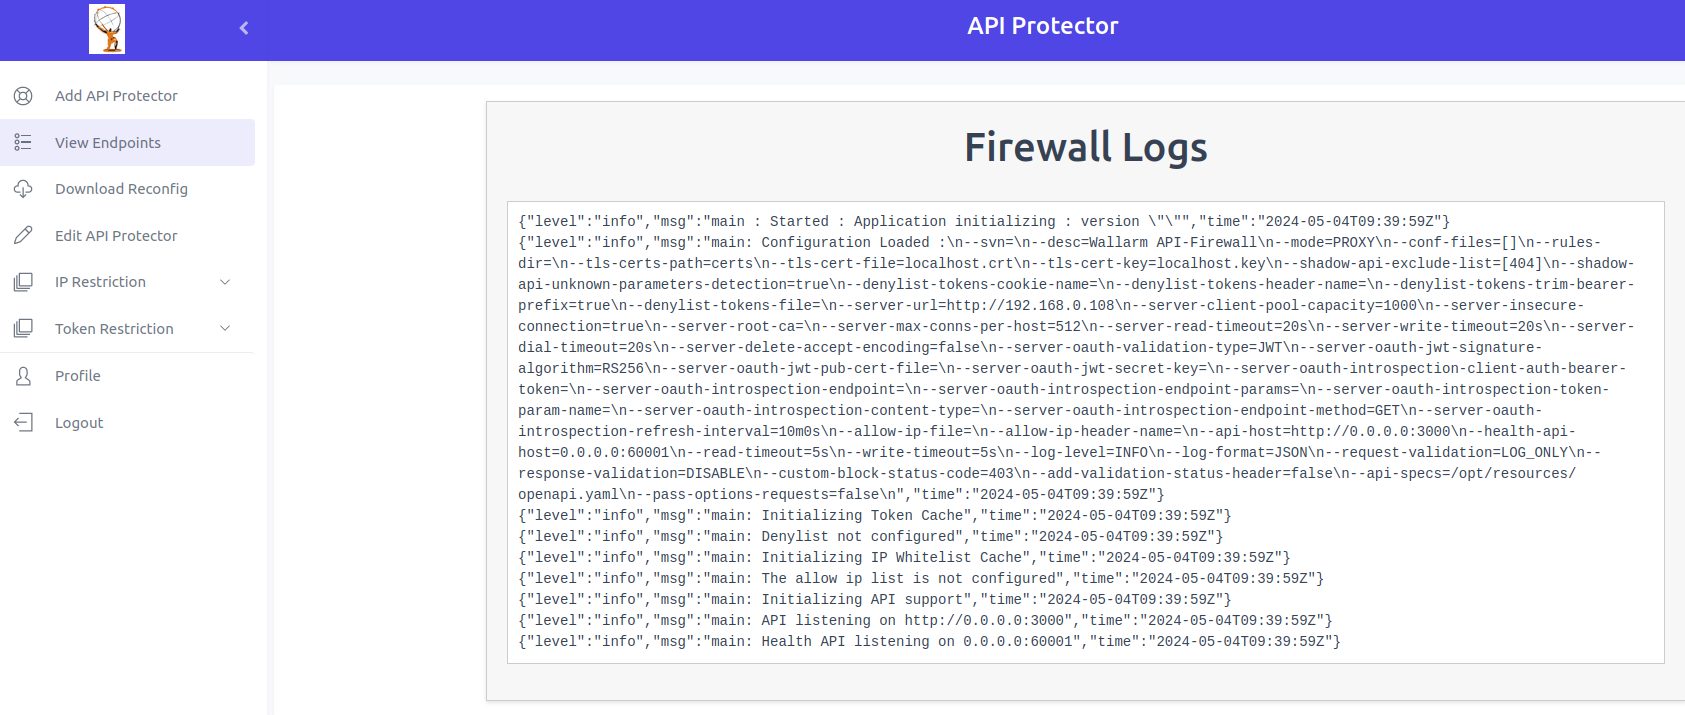 API Protector
Add API Protector
View Endpoints
Download Reconfig
Edit API Protector
IP Restriction
Token Restriction
Profile
Logout
Firewall Logs
{"level":"info","msg":"main : Started : Application initializing : version \"\"","time":"2024-05-04T09:39:59Z"}
{"level":"info","msg":"main: Configuration Loaded :\n--svn=\n--desc=Wallarm API-Firewall\n--mode=PROXY\n--conf-files=[]\n--rules-
dir=\n--tls-certs-path=certs\n--tls-cert-file=localhost.crt\n--tls-cert-key=localhost.key\n--shadow-api-exclude-list=[404]\n--shadow-
api-unknown-parameters-detection=true\n--denylist-tokens-cookie-name=\n--denylist-tokens-header-name=\n--denylist-tokens-trim-bearer-
prefix=true\n--denylist-tokens-file=\n--server-url=http://192.168.0.108\n--server-client-pool-capacity=1000\n--server-insecure-
connection=true\n--server-root-ca=\n--server-max-conns-per-host=512\n--server-read-timeout=20s\n--server-write-timeout=20s\n--server-
dial-timeout=20s\n--server-delete-accept-encoding=false\n--server-oauth-validation-type=JWT\n--server-oauth-jwt-signature-
algorithm=RS256\n--server-oauth-jwt-pub-cert-file=\n--server-oauth-jwt-secret-key=\n--server-oauth-introspection-client-auth-bearer-
token=\n--server-oauth-introspection-endpoint=\n--server-oauth-introspection-endpoint-params=\n--server-oauth-introspection-token-
param-name=\n--server-oauth-introspection-content-type=\n--server-oauth-introspection-endpoint-method=GET\n--server-oauth-
introspection-refresh-interval=10m0s\n--allow-ip-file=\n--allow-ip-header-name=\n--api-host=http://0.0.0.0:3000\n--health-api-
host=0.0.0.0:60001\n--read-timeout=5s\n--write-timeout=5s\n--log-level=INFO\n--log-format=JSON\n--request-validation=LOG_ONLY\n--
response-validation=DISABLE\n--custom-block-status-code=403\n--add-validation-status-header=false\n--api-specs=/opt/resources/
openapi.yaml\n--pass-options-requests=false\n","time":"2024-05-04T09:39:59Z"}
{"level":"info","msg":"main: Initializing Token Cache","time":"2024-05-04T09:39:59Z"}
{"level":"info","msg":"main: Denylist not configured","time":"2024-05-04T09:39:59Z"}
{"level":"info","msg":"main: Initializing IP Whitelist Cache","time":"2024-05-04T09:39:59Z"}
{"level":"info","msg":"main: The allow ip list is not configured","time":"2024-05-04T09:39:59Z"}
{"level":"info","msg":"main: Initializing API support","time":"2024-05-04T09:39:59Z"}
{"level":"info","msg":"main: API listening on http://0.0.0.0:3000","time":"2024-05-04T09:39:59Z"}
{"level":"info","msg":"main: Health API listening on 0.0.0.0:60001","time":"2024-05-04T09:39:59Z"}